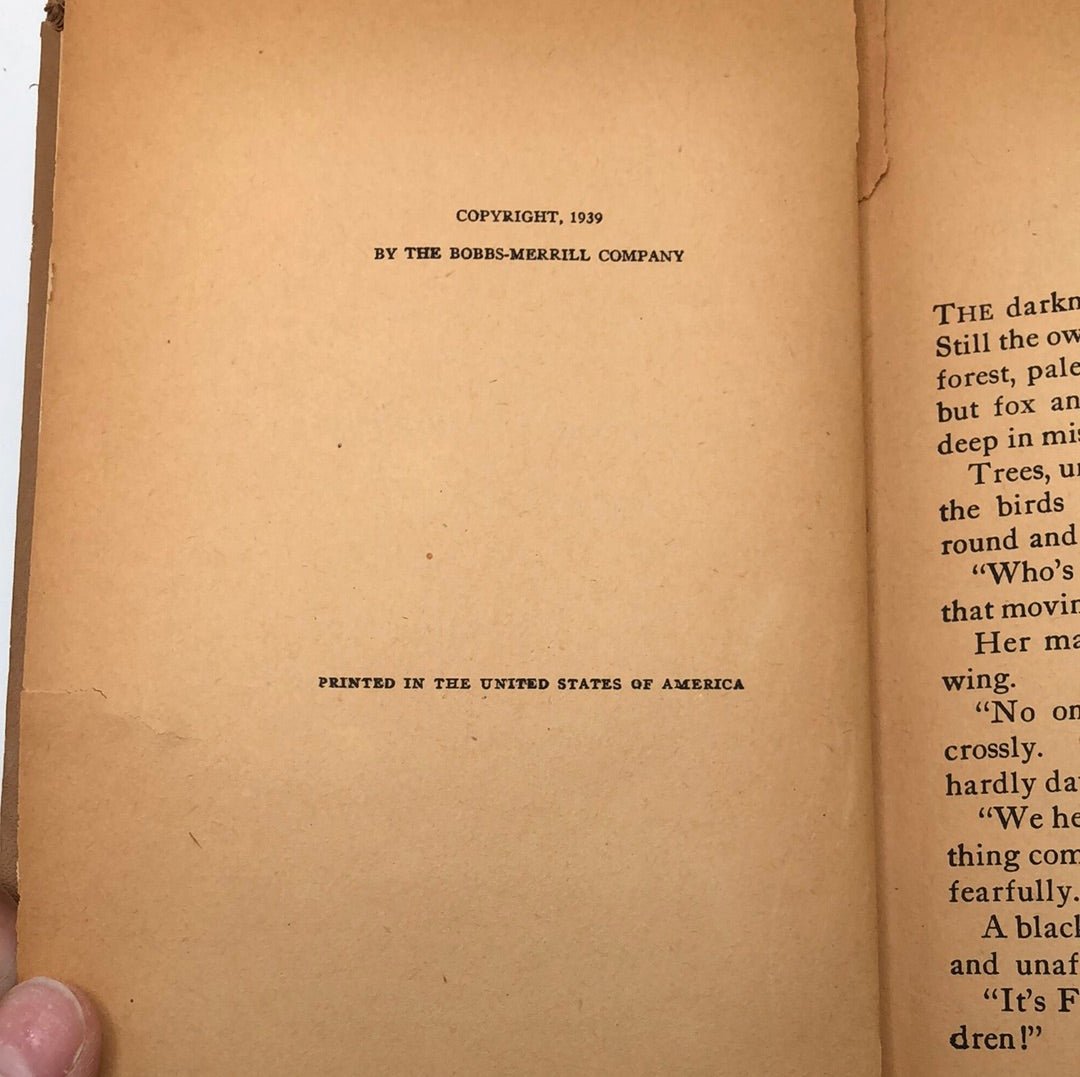 COPYRIGHT, 1939
BY THE BOBBS-MERRILL COMPANY
PRINTED IN THE UNITED STATES OF AMERICA
THE
Still the
forest, pale
but fox
deep in
Trees,
the birds
round and
“Who’s
that
Her
wing.
“No
crossly.
hardly
“We
thing
fearfully.
A
and
“It’s
dren!”